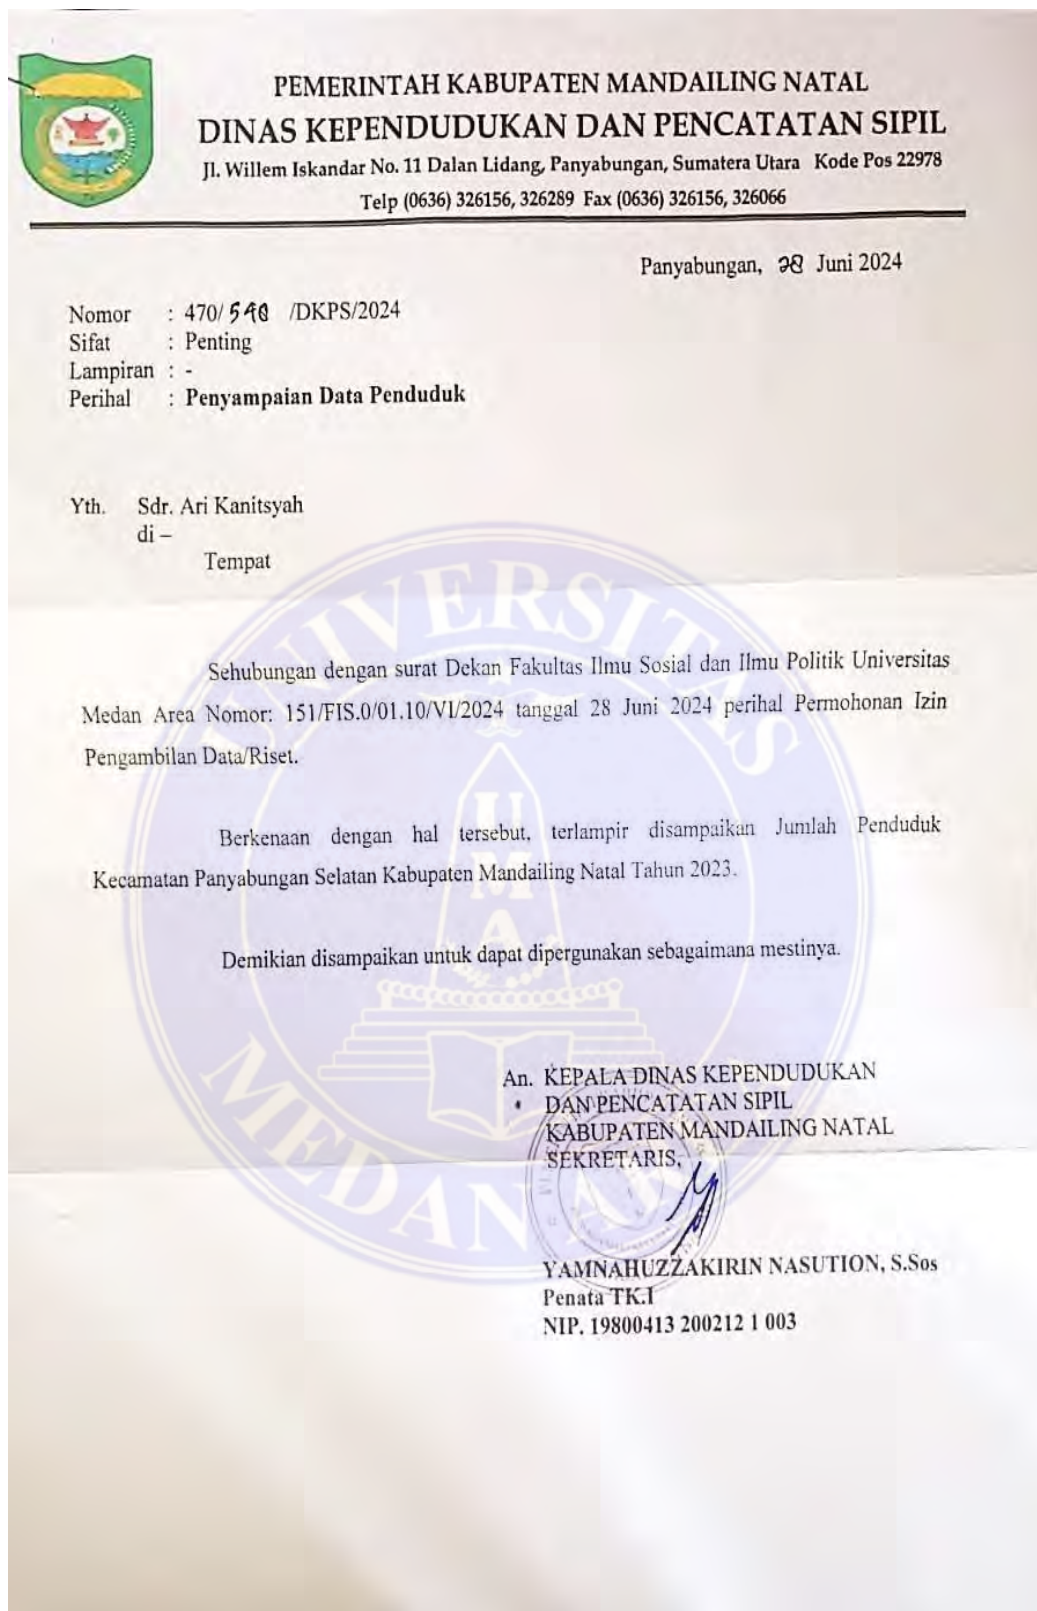 PEMERINTAH KABUPATEN MANDAILING NATAL
DINAS KEPENDUDUKAN DAN PENCATATAN SIPIL
Jl. Willem Iskandar No. 11 Dalan Lidang, Panyabungan, Sumatera Utara Kode Pos 22978
Telp (0636) 326156, 326289 Fax (0636) 326156, 326066
Panyabungan, 28 Juni 2024
Nomor : 470/ /DKPS/2024
Sifat : Penting
Lampiran : -
Perihal : Penyampaian Data Penduduk
Yth. Sdr. Ari Kanitsyah
di –
Tempat
Sehubungan dengan surat Dekan Fakultas Ilmu Sosial dan Ilmu Politik Universitas
Medan Area Nomor: 151/FIS.0/01.10/VI/2024 tanggal 28 Juni 2024 perihal Permohonan Izin
Pengambilan Data/Riset.
Berkenaan dengan hal tersebut, terlampir disampaikan Jumlah Penduduk
Kecamatan Panyabungan Selatan Kabupaten Mandailing Natal Tahun 2023.
Demikian disampaikan untuk dapat dipergunakan sebagaimana mestinya.
An. KEPALA DINAS KEPENDUDUKAN
DAN PENCATATAN SIPIL
KABUPATEN MANDAILING NATAL
SEKRETARIS,
YAMNAHUZZAKIRIN NASUTION, S.Sos
Penata TK.I
NIP. 19800413 200212 1 003
UNIVERSITAS
UMA
MEDAN AREA